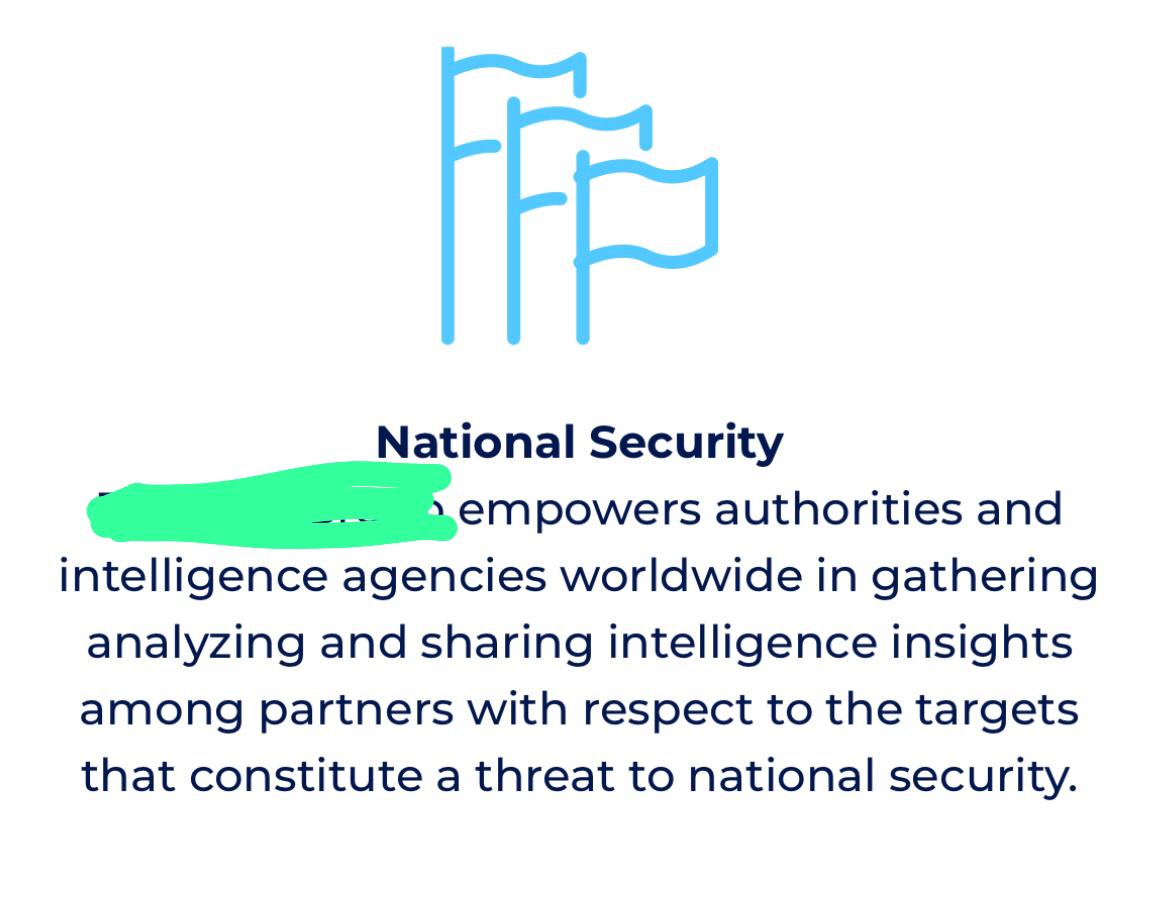 National Security
empowers authorities and
intelligence agencies worldwide in gathering
analyzing and sharing intelligence insights
among partners with respect to the targets
that constitute a threat to national security.